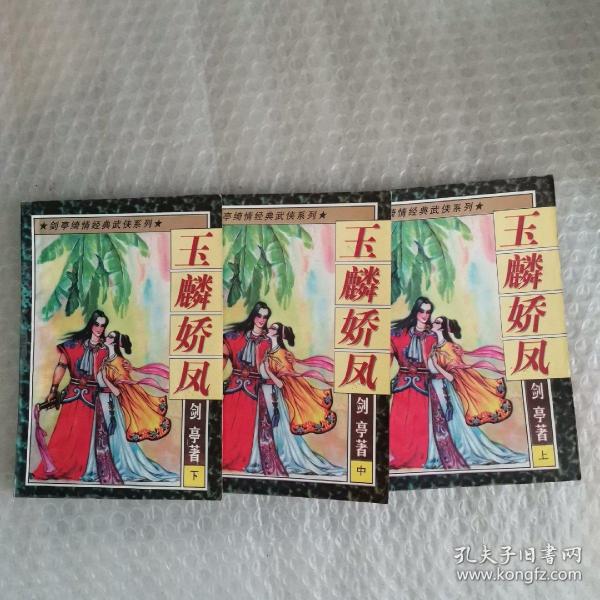 ★剑亭绮情经典武侠系列★
玉麟娇凤
剑亭著
下
亭绮情经典武侠系列★
玉麟娇凤
剑亭著
中
绮情经典武侠系列★
玉麟娇凤
剑亭著
上
孔夫子旧书网
www.kongfz.com